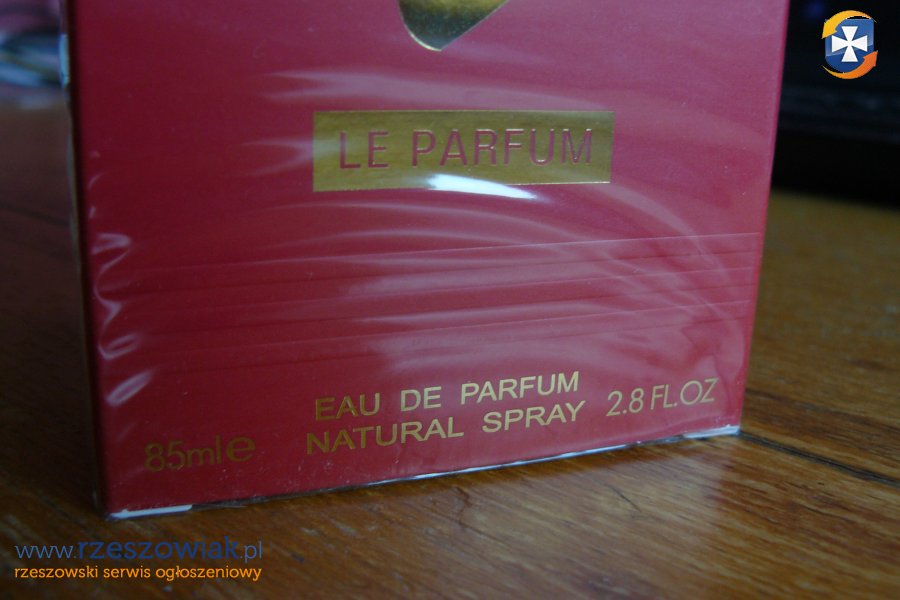 LE PARFUM
EAU DE PARFUM
NATURAL SPRAY
85ml e
2.8 FL.OZ
www.rzeszowiak.pl
rzeszowski serwis ogłoszeniowy